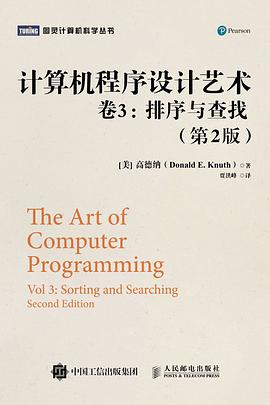 TURING 图灵计算机科学丛书
Pearson
计算机程序设计艺术
卷3：排序与查找
（第2版）
[美] 高德纳（Donald E. Knuth）著
贾洪峰 译
The Art of
Computer
Programming
Vol 3: Sorting and Searching
Second Edition
中国工信出版集团
人民邮电出版社
POSTS & TELECOM PRESS